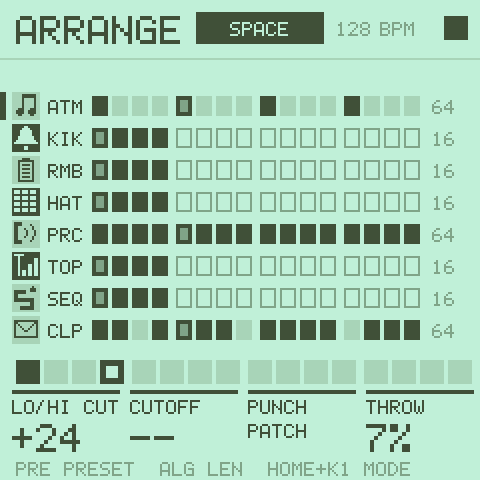 ARRANGE SPACE 128 BPM
ATM 64
KIK 16
RMB 16
HAT 16
PRC 64
TOP 16
SEQ 16
CLP 64
LO/HI CUT CUTOFF PUNCH THROW
+24 -- PATCH 7%
PRE PRESET ALG LEN HOME+K1 MODE